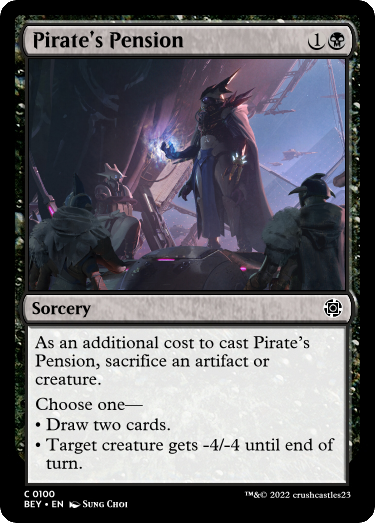 Pirate's Pension 1
Sorcery
As an additional cost to cast Pirate's
Pension, sacrifice an artifact or
creature.
Choose one—
• Draw two cards.
• Target creature gets -4/-4 until end of
turn.
C 0100
BEY • EN Sung Choi
™&© 2022 crushcastles23